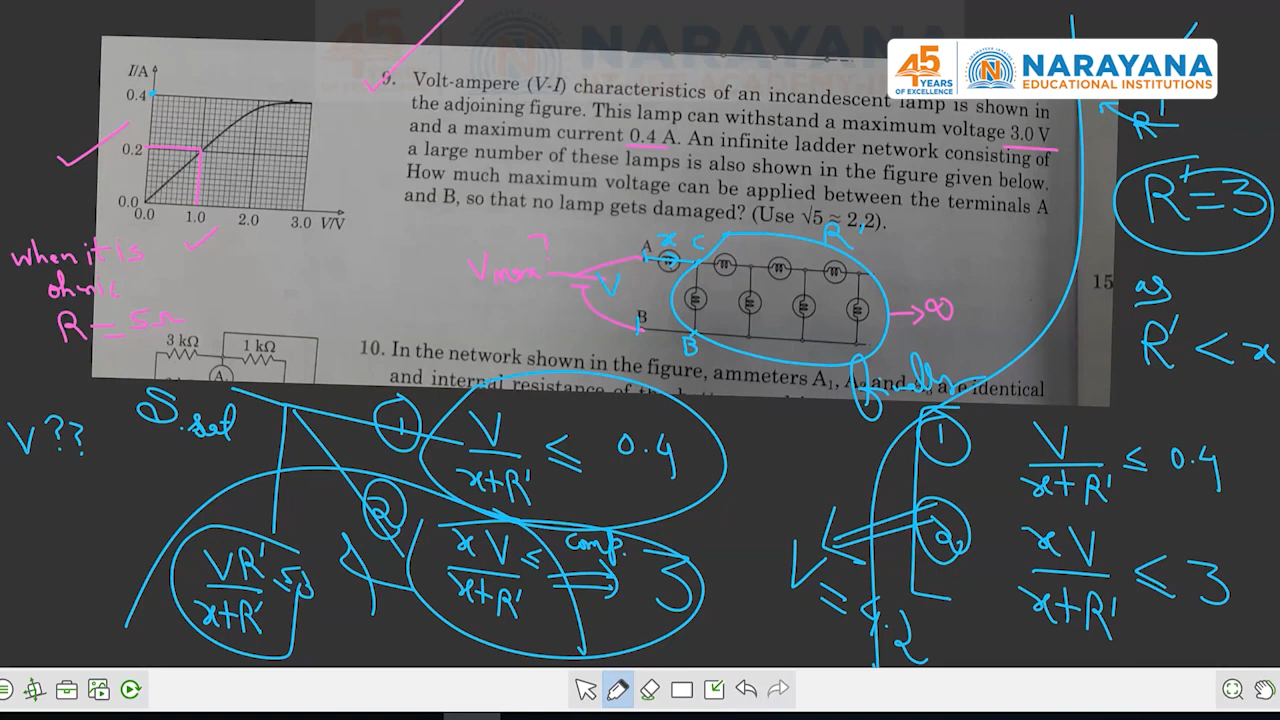 NARAYANA
45
YEARS
OF EXCELLENCE
NARAYANA
EDUCATIONAL INSTITUTIONS
I/A
0.4
0.2
0.0
0.0 1.0 2.0 3.0 V/V
9. Volt-ampere (V-I) characteristics of an incandescent lamp is shown in
the adjoining figure. This lamp can withstand a maximum voltage 3.0 V
and a maximum current 0.4 A. An infinite ladder network consisting of
a large number of these lamps is also shown in the figure given below.
How much maximum voltage can be applied between the terminals A
and B, so that no lamp gets damaged? (Use √5 ≈ 2,2).
when it is
ohmic
R = 5Ω
Vmax?
V
A x C R'
B B
→∞
R'
R' = 3
as
R' < x
15
3 kΩ 1 kΩ
A
10. In the network shown in the figure, ammeters A₁, A₂ and
are identical
and internal resistance of the
V ??
S.
1
V/(x+R') ≤ 0.4
2
VR'/(x+R') ≤ 3
xV/(x+R') ≤ 3
comp.
1
V/(x+R') ≤ 0.4
2
xV/(x+R') ≤ 3
V